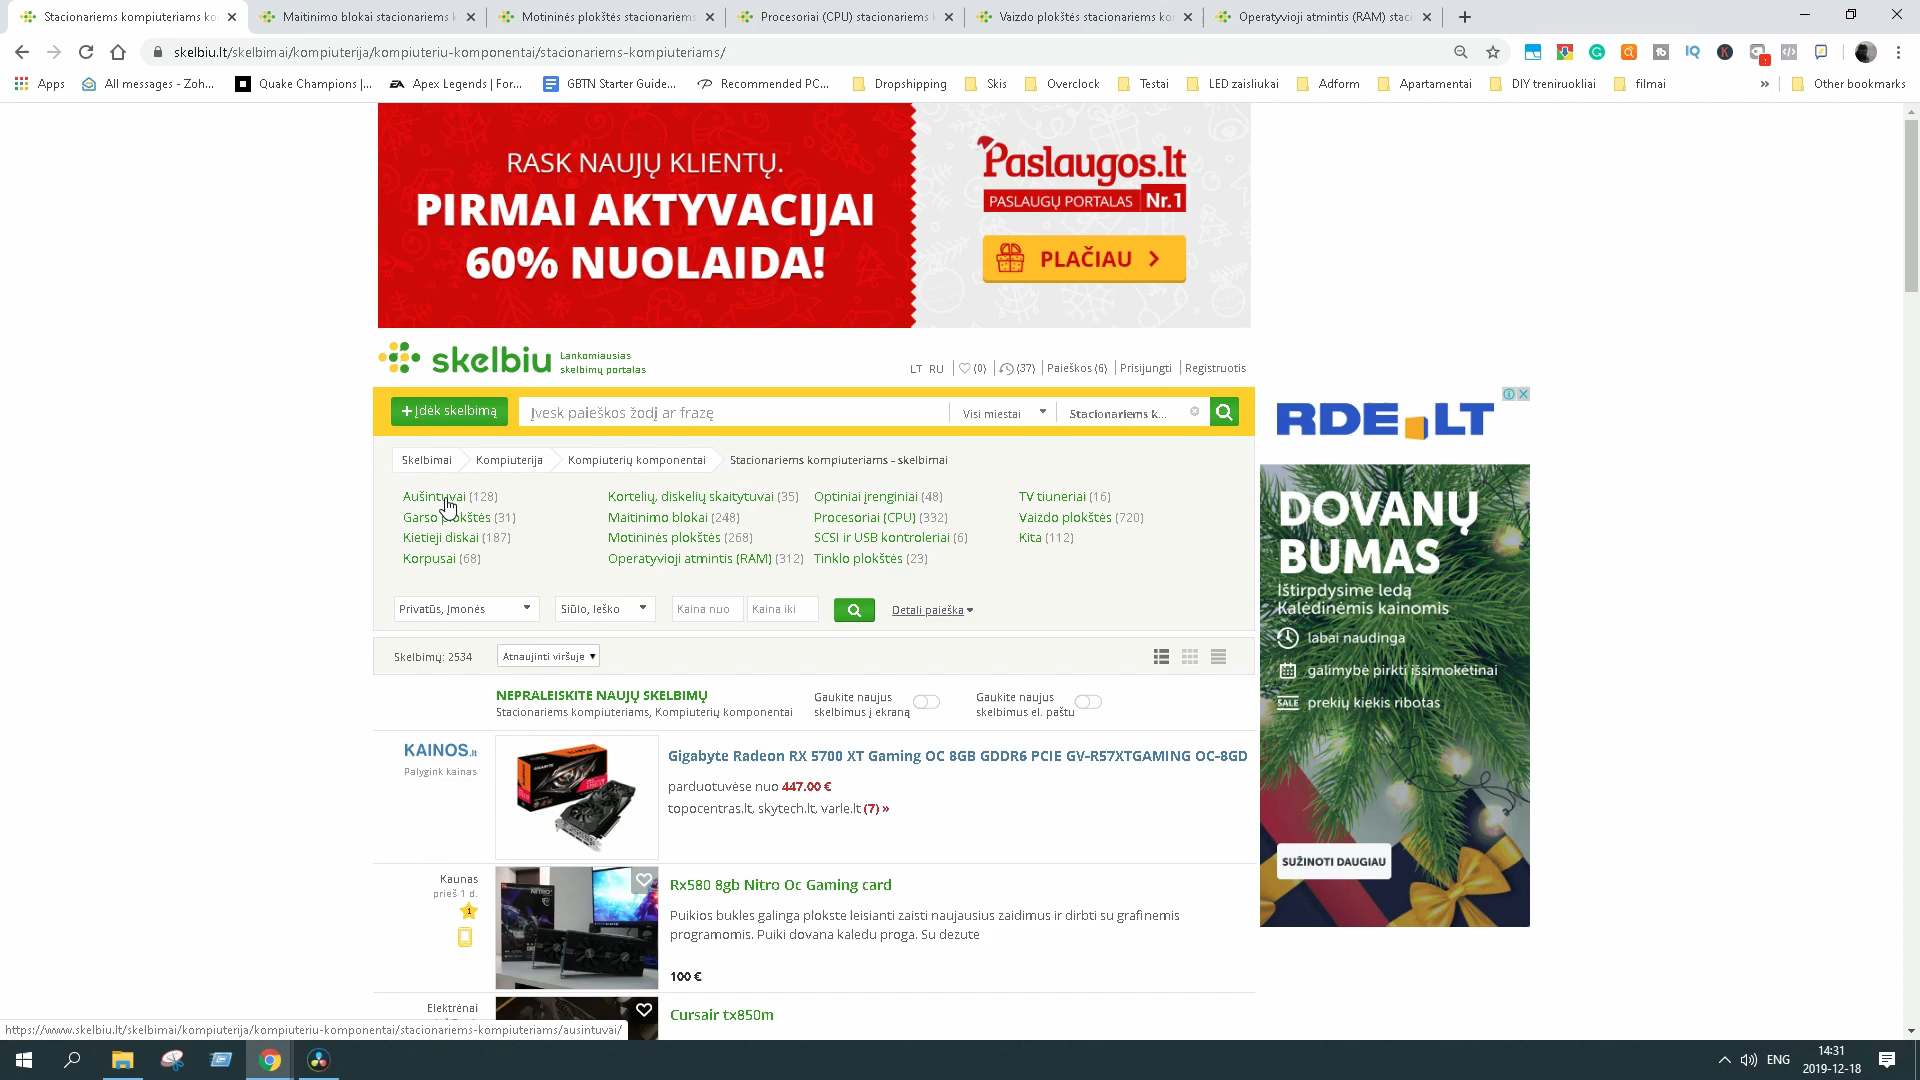 Stacionariems kompiuteriams ko
Maitinimo blokai stacionariems k
Motininės plokštės stacionariems
Procesoriai (CPU) stacionariems
Vaizdo plokštės stacionariems ko
Operatyvioji atmintis (RAM) staci
skelbiu.lt/skelbimai/kompiuterija/kompiuteriu-komponentai/stacionariems-kompiuteriams/
Apps
All messages - Zoh...
Quake Champions |...
Apex Legends | For...
GBTN Starter Guide...
Recommended PC...
Dropshipping
Skis
Overclock
Testai
LED zaisliukai
Adform
Apartamentai
DIY treniruokliai
filmai
»
Other bookmarks
RASK NAUJŲ KLIENTŲ.
PIRMAI AKTYVACIJAI
60% NUOLAIDA!
Paslaugos.lt
PASLAUGŲ PORTALAS Nr.1
PLAČIAU
skelbiu
Lankomiausias
skelbimų portalas
LT RU (0) (37) Paieškos (6) Prisijungti Registruotis
+ Įdėk skelbimą
Įvesk paieškos žodį ar frazę
Visi miestai
Stacionariems k...
Skelbimai
Kompiuterija
Kompiuterių komponentai
Stacionariems kompiuteriams - skelbimai
Aušintuvai (128)
Kortelių, diskelių skaitytuvai (35)
Optiniai įrenginiai (48)
TV tiuneriai (16)
Garso plokštės (31)
Maitinimo blokai (248)
Procesoriai (CPU) (332)
Vaizdo plokštės (720)
Kietieji diskai (187)
Motininės plokštės (268)
SCSI ir USB kontroleriai (6)
Kita (112)
Korpusai (68)
Operatyvioji atmintis (RAM) (312)
Tinklo plokštės (23)
Privatūs, Įmonės
Siūlo, Ieško
Kaina nuo
Kaina iki
Detali paieška
Skelbimų: 2534
Atnaujinti viršuje
NEPRALEISKITE NAUJŲ SKELBIMŲ
Stacionariems kompiuteriams, Kompiuterių komponentai
Gaukite naujus
skelbimus į ekraną
Gaukite naujus
skelbimus el. paštu
KAINOS.lt
Palygink kainas
Gigabyte Radeon RX 5700 XT Gaming OC 8GB GDDR6 PCIE GV-R57XTGAMING OC-8GD
parduotuvėse nuo 447.00 €
topocentras.lt, skytech.lt, varle.lt (7) »
Kaunas
prieš 1 d.
1
Rx580 8gb Nitro Oc Gaming card
Puikios bukles galinga plokste leisianti zaisti naujausius zaidimus ir dirbti su grafinemis
programomis. Puiki dovana kaledu proga. Su dezute
100 €
Elektrėnai
Cursair tx850m
RDE.LT
DOVANŲ
BUMAS
Ištirpdysime ledą
Kalėdinėmis kainomis
labai naudinga
galimybė pirkti išsimokėtinai
SALE prekių kiekis ribotas
SUŽINOTI DAUGIAU
https://www.skelbiu.lt/skelbimai/kompiuterija/kompiuteriu-komponentai/stacionariems-kompiuteriams/ausintuvai/
ENG
14:31
2019-12-18